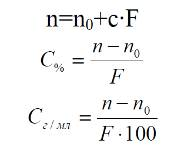 n=n₀+c·F
C% = (n − n₀) / F
Cг/мл = (n − n₀) / (F · 100)